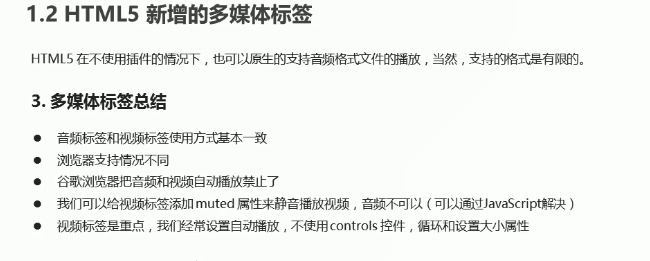 1.2 HTML5 新增的多媒体标签
HTML5 在不使用插件的情况下，也可以原生的支持音频格式文件的播放，当然，支持的格式是有限的。
3. 多媒体标签总结
● 音频标签和视频标签使用方式基本一致
● 浏览器支持情况不同
● 谷歌浏览器把音频和视频自动播放禁止了
● 我们可以给视频标签添加 muted 属性来静音播放视频，音频不可以（可以通过JavaScript解决）
● 视频标签是重点，我们经常设置自动播放，不使用 controls 控件，循环和设置大小属性